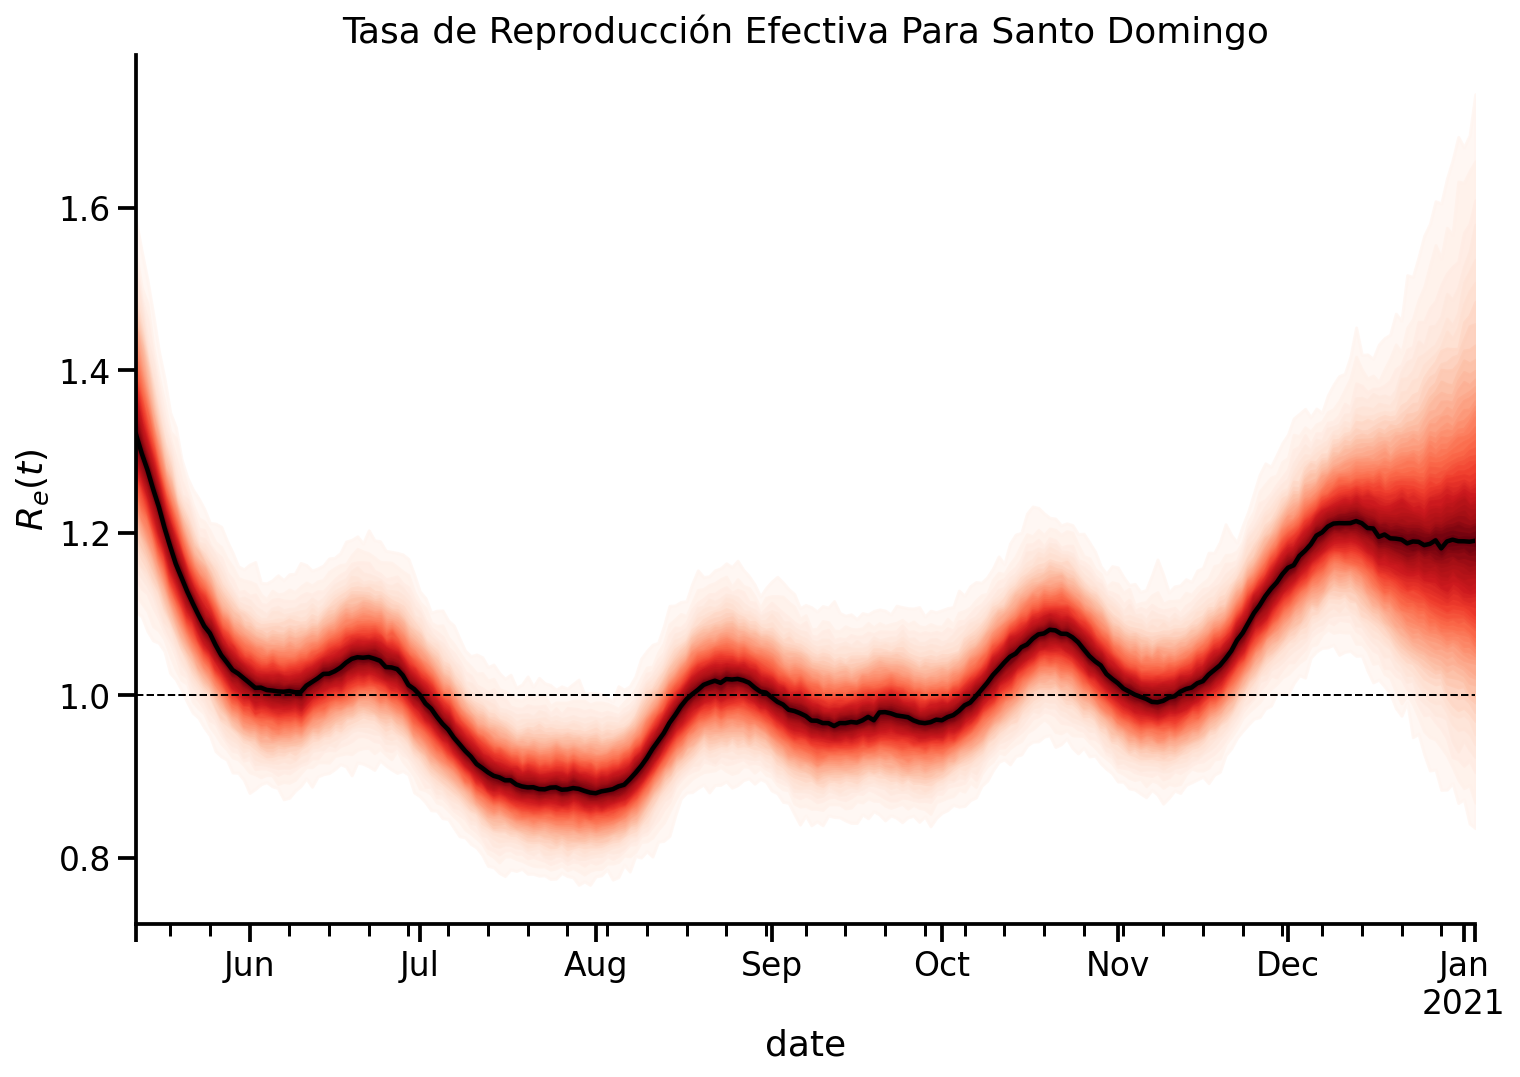 Tasa de Reproducción Efectiva Para Santo Domingo
Rₑ(t)
1.6
1.4
1.2
1.0
0.8
Jun Jul Aug Sep Oct Nov Dec Jan
2021
date